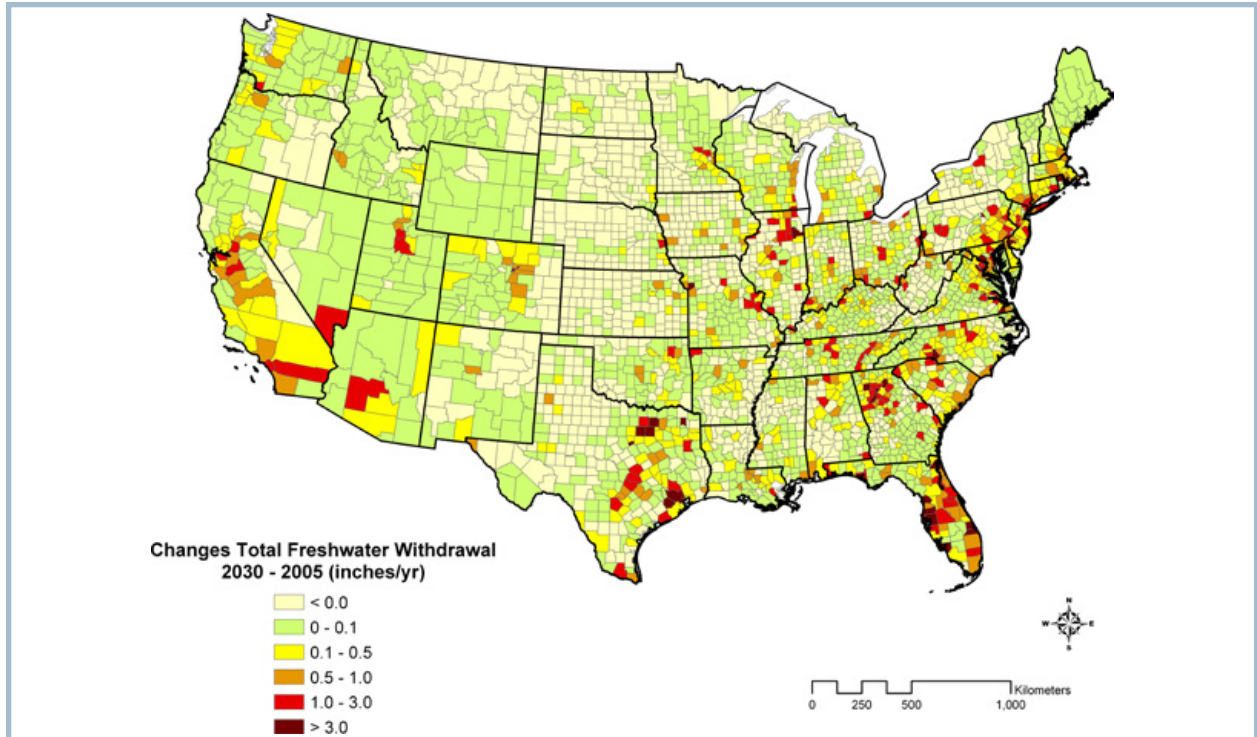 Changes Total Freshwater Withdrawal
2030 - 2005 (inches/yr)
< 0.0
0 - 0.1
0.1 - 0.5
0.5 - 1.0
1.0 - 3.0
> 3.0
N
W E
S
Kilometers
0 250 500 1,000